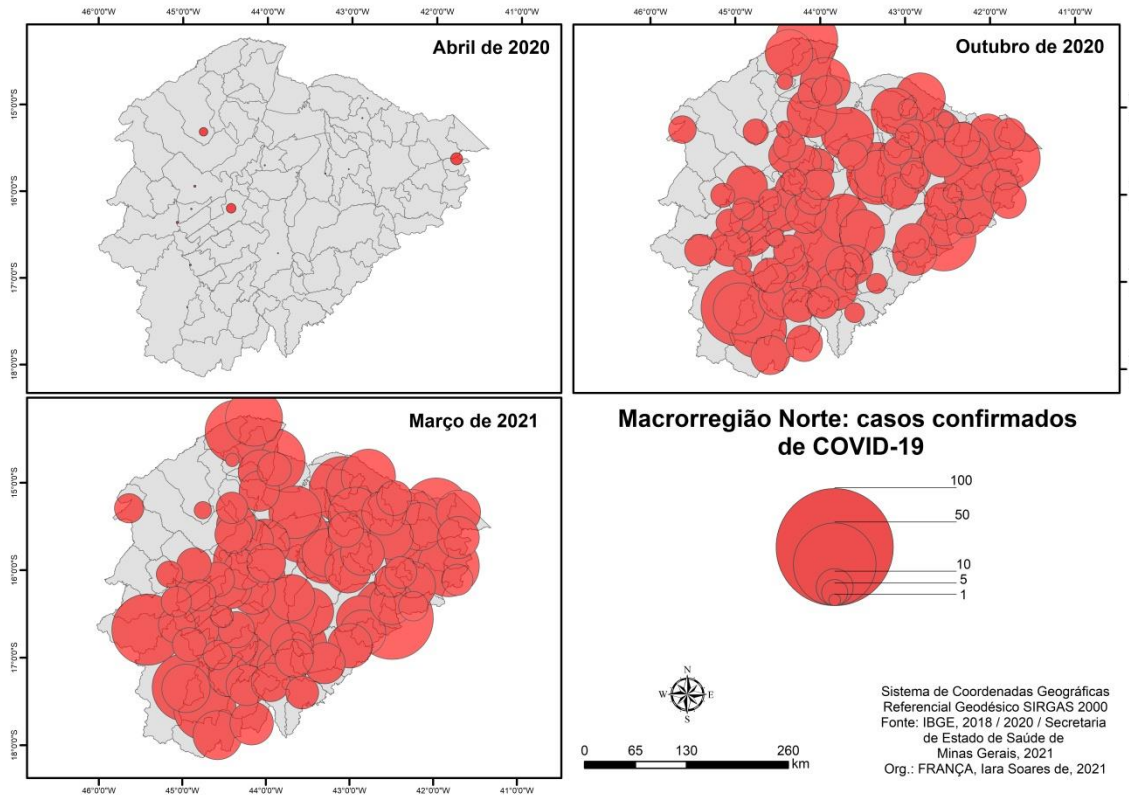 46°0'0"W 45°0'0"W 44°0'0"W 43°0'0"W 42°0'0"W 41°0'0"W
45°0'0"W 44°0'0"W 43°0'0"W 42°0'0"W 41°0'0"W
Abril de 2020
Outubro de 2020
15°0'0"S
16°0'0"S
17°0'0"S
18°0'0"S
Março de 2021
15°0'0"S
16°0'0"S
17°0'0"S
18°0'0"S
46°0'0"W 45°0'0"W 44°0'0"W 43°0'0"W 42°0'0"W 41°0'0"W
Macrorregião Norte: casos confirmados
de COVID-19
100
50
10
5
1
N
W E
S
0 65 130 260
km
Sistema de Coordenadas Geográficas
Referencial Geodésico SIRGAS 2000
Fonte: IBGE, 2018 / 2020 / Secretaria
de Estado de Saúde de
Minas Gerais, 2021
Org.: FRANÇA, Iara Soares de, 2021